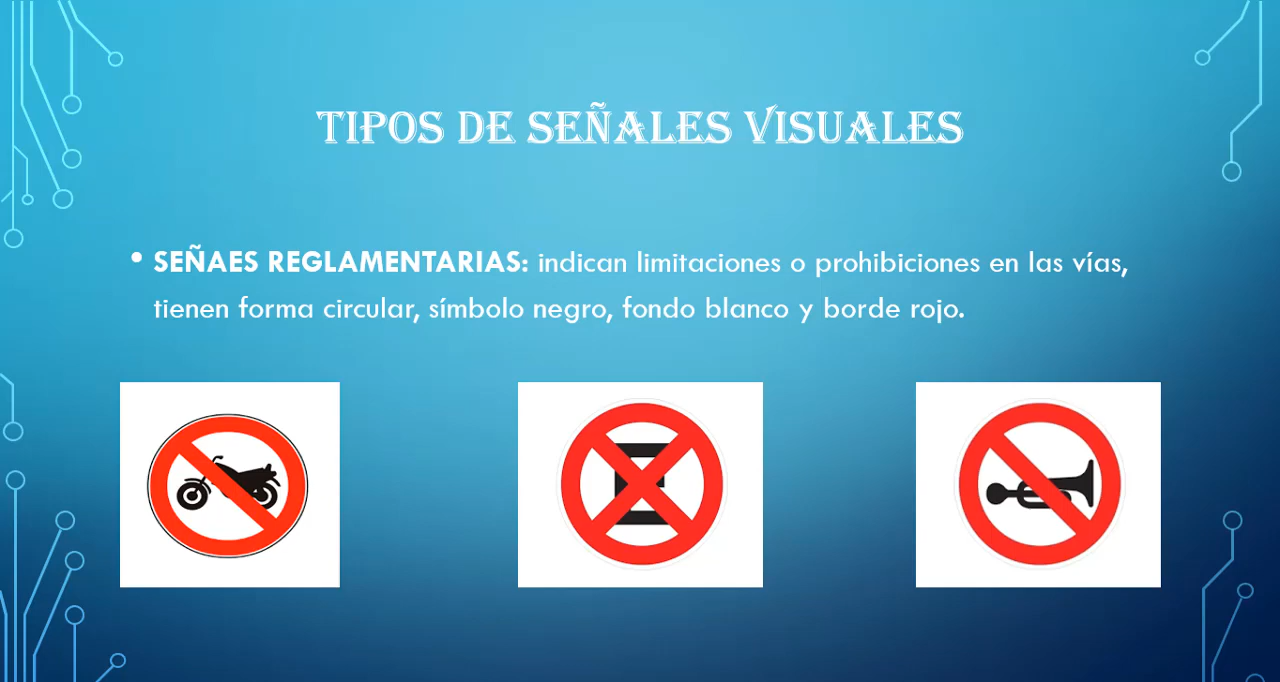 TIPOS DE SEÑALES VISUALES
• SEÑAES REGLAMENTARIAS: indican limitaciones o prohibiciones en las vías,
tienen forma circular, símbolo negro, fondo blanco y borde rojo.
E